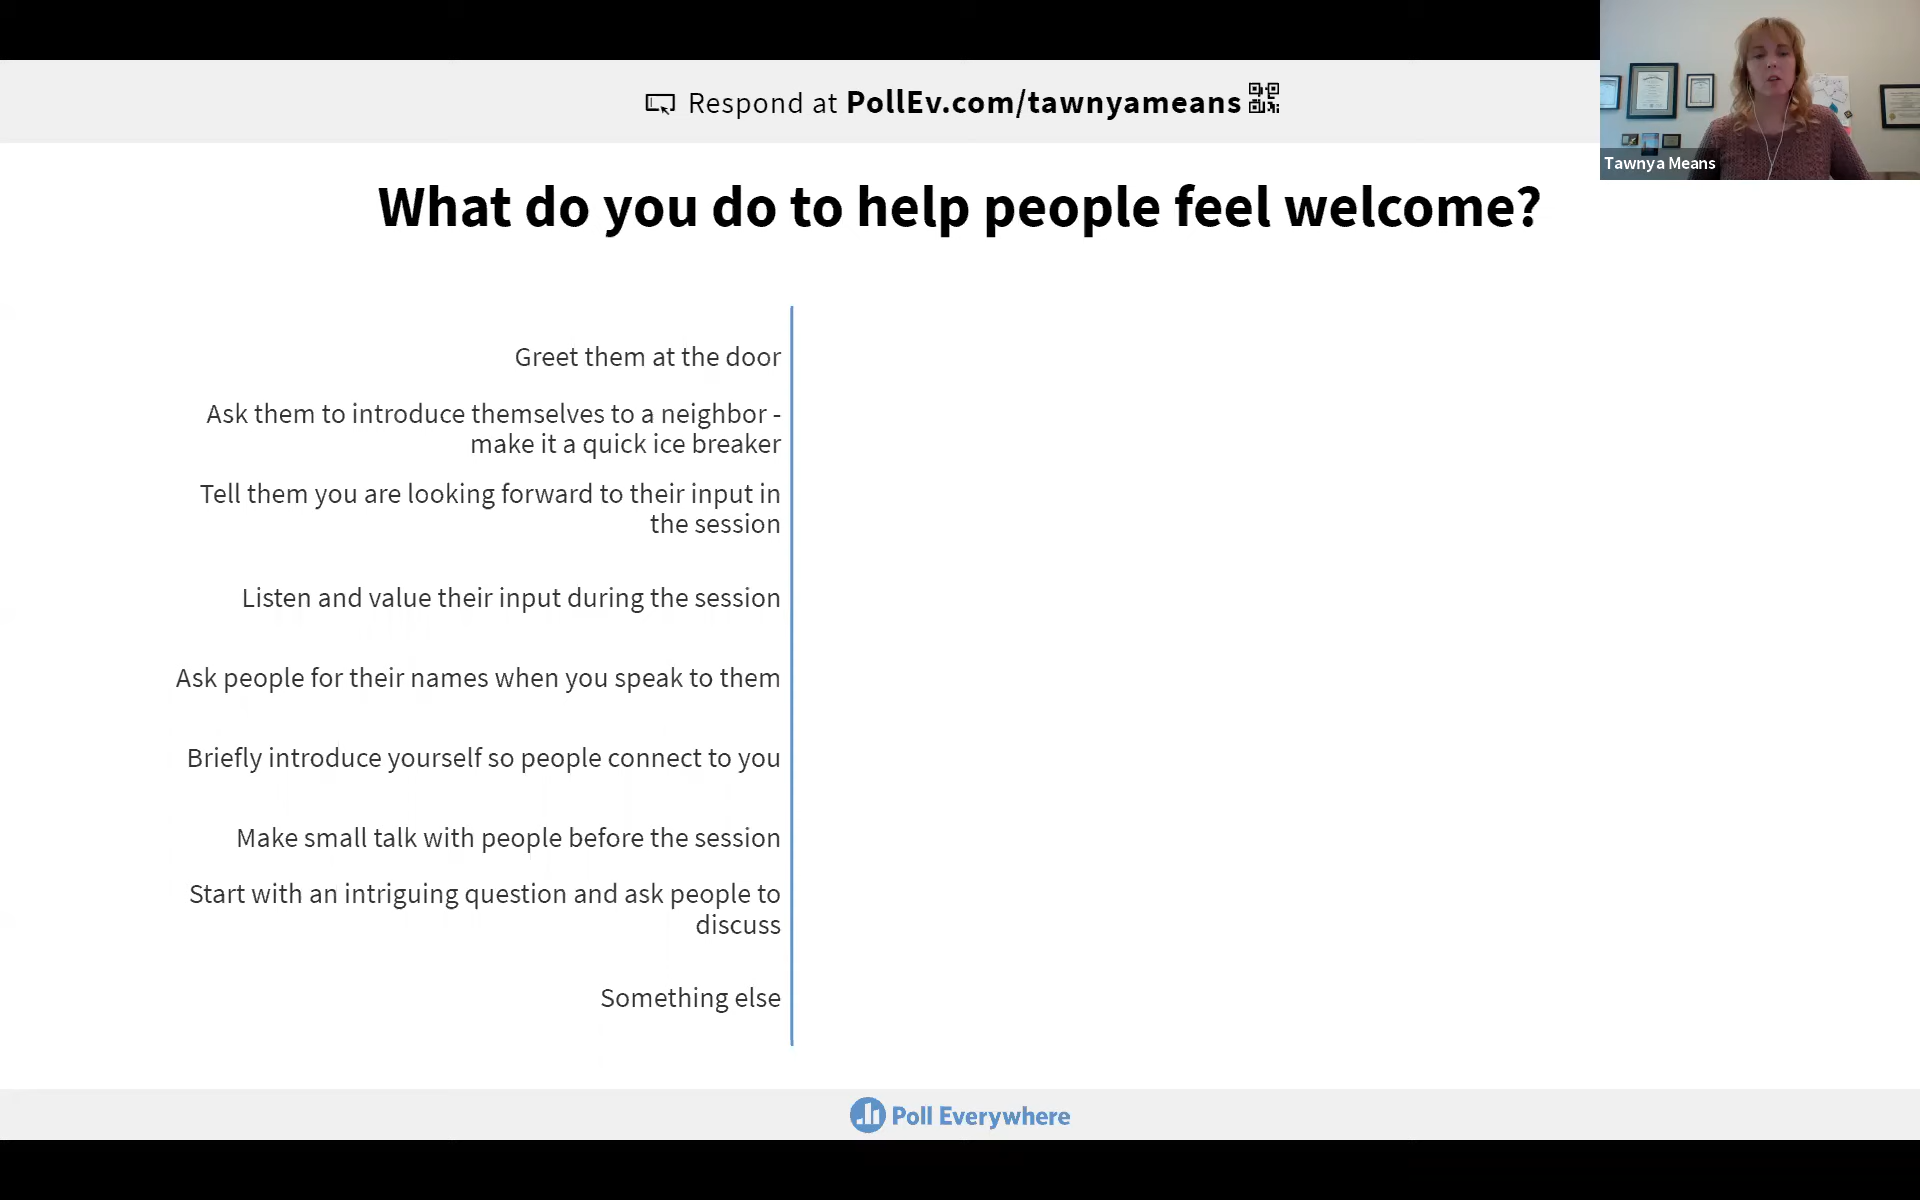 Respond at PollEv.com/tawnyameans
Tawnya Means
What do you do to help people feel welcome?
Greet them at the door
Ask them to introduce themselves to a neighbor -
make it a quick ice breaker
Tell them you are looking forward to their input in
the session
Listen and value their input during the session
Ask people for their names when you speak to them
Briefly introduce yourself so people connect to you
Make small talk with people before the session
Start with an intriguing question and ask people to
discuss
Something else
Poll Everywhere